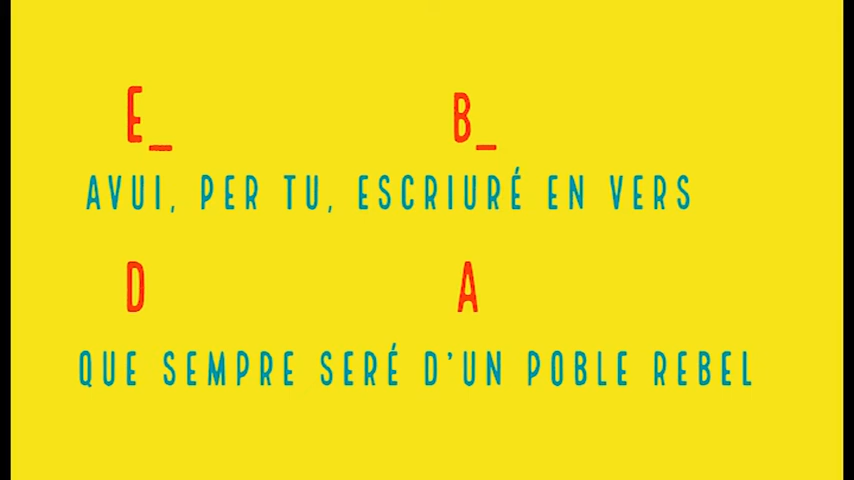 E_ B_
AVUI, PER TU, ESCRIURÉ EN VERS
D A
QUE SEMPRE SERÉ D'UN POBLE REBEL